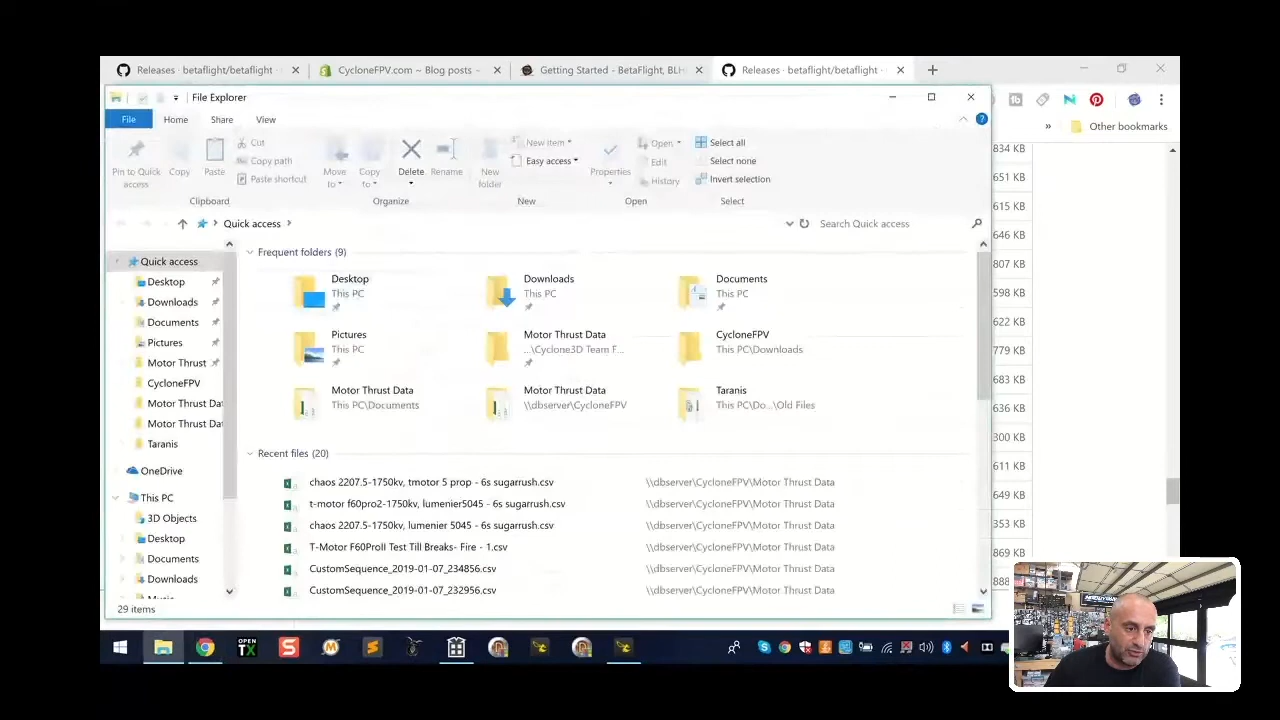 Releases · betaflight/betaflight
CycloneFPV.com ~ Blog posts ~
Getting Started - BetaFlight, BLH
Releases · betaflight/betaflight ·
File Explorer
File
Home
Share
View
» Other bookmarks
Pin to Quick access
Copy
Paste
Cut
Copy path
Paste shortcut
Clipboard
Move to
Copy to
Delete
Rename
Organize
New folder
New item
Easy access
New
Properties
Open
Edit
History
Open
Select all
Select none
Invert selection
Select
Quick access
Search Quick access
Quick access
Desktop
Downloads
Documents
Pictures
Motor Thrust
CycloneFPV
Motor Thrust Dat
Motor Thrust Dat
Taranis
OneDrive
This PC
3D Objects
Desktop
Documents
Downloads
Frequent folders (9)
Desktop
This PC
Downloads
This PC
Documents
This PC
Pictures
This PC
Motor Thrust Data
...\Cyclone3D Team F...
CycloneFPV
This PC\Downloads
Motor Thrust Data
This PC\Documents
Motor Thrust Data
\\dbserver\CycloneFPV
Taranis
This PC\Do...\Old Files
Recent files (20)
chaos 2207.5-1750kv, tmotor 5 prop - 6s sugarrush.csv \\dbserver\CycloneFPV\Motor Thrust Data
t-motor f60pro2-1750kv, lumenier5045 - 6s sugarrush.csv \\dbserver\CycloneFPV\Motor Thrust Data
chaos 2207.5-1750kv, lumenier 5045 - 6s sugarrush.csv \\dbserver\CycloneFPV\Motor Thrust Data
T-Motor F60ProII Test Till Breaks- Fire - 1.csv \\dbserver\CycloneFPV\Motor Thrust Data
CustomSequence_2019-01-07_234856.csv \\dbserver\CycloneFPV\Motor Thrust Data
CustomSequence_2019-01-07_232956.csv \\dbserver\CycloneFPV\Motor Thrust Data
29 items
834 KB
651 KB
615 KB
646 KB
807 KB
598 KB
622 KB
779 KB
683 KB
636 KB
300 KB
611 KB
649 KB
353 KB
869 KB
888
OPEN
TX